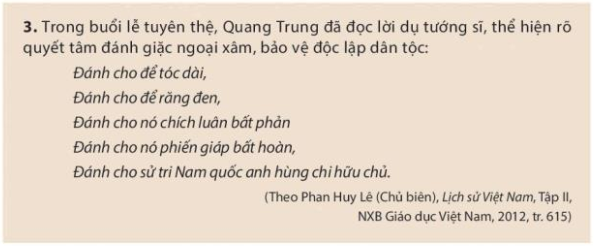 3. Trong buổi lễ tuyên thệ, Quang Trung đã đọc lời dụ tướng sĩ, thể hiện rõ
quyết tâm đánh giặc ngoại xâm, bảo vệ độc lập dân tộc:
Đánh cho để tóc dài,
Đánh cho để răng đen,
Đánh cho nó chích luân bất phản
Đánh cho nó phiến giáp bất hoàn,
Đánh cho sử tri Nam quốc anh hùng chi hữu chủ.
(Theo Phan Huy Lê (Chủ biên), Lịch sử Việt Nam, Tập II,
NXB Giáo dục Việt Nam, 2012, tr. 615)